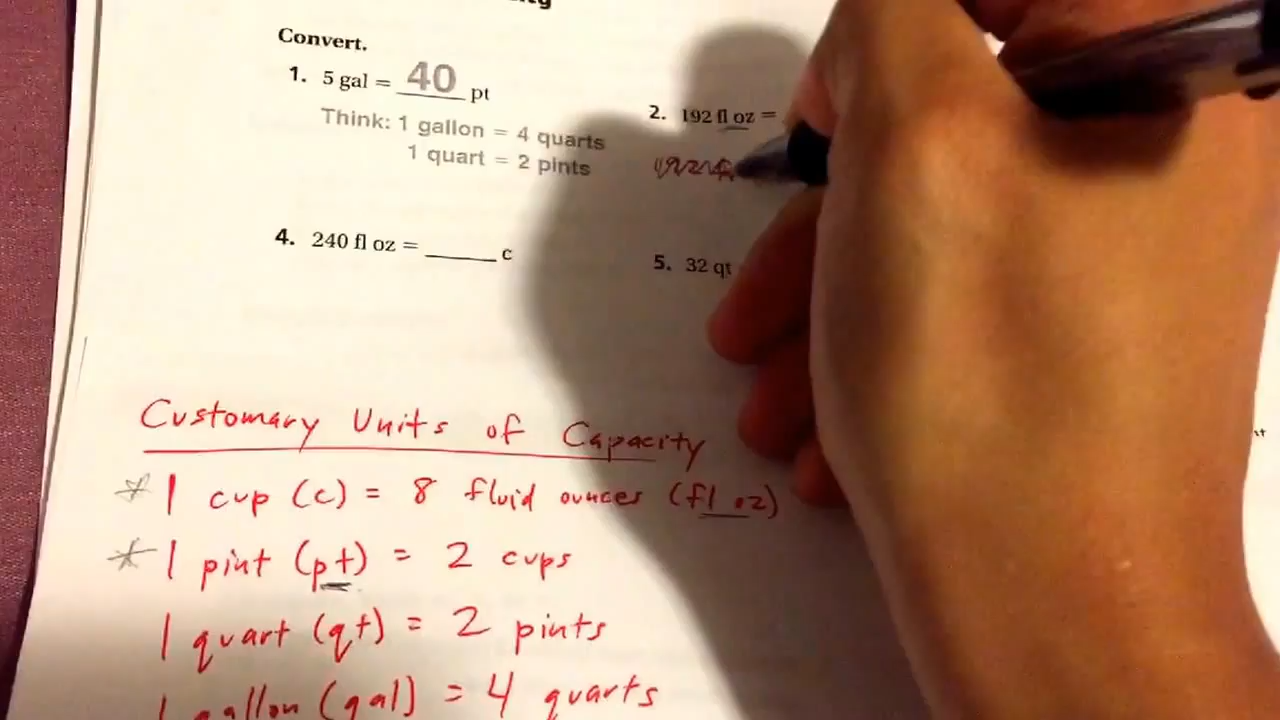 Convert.
1. 5 gal = 40 pt
Think: 1 gallon = 4 quarts
1 quart = 2 pints
2. 192 fl oz =
4. 240 fl oz = ______ c
5. 32 qt
Customary Units of Capacity
* 1 cup (c) = 8 fluid ounces (fl oz)
* 1 pint (pt) = 2 cups
1 quart (qt) = 2 pints
1 gallon (gal) = 4 quarts